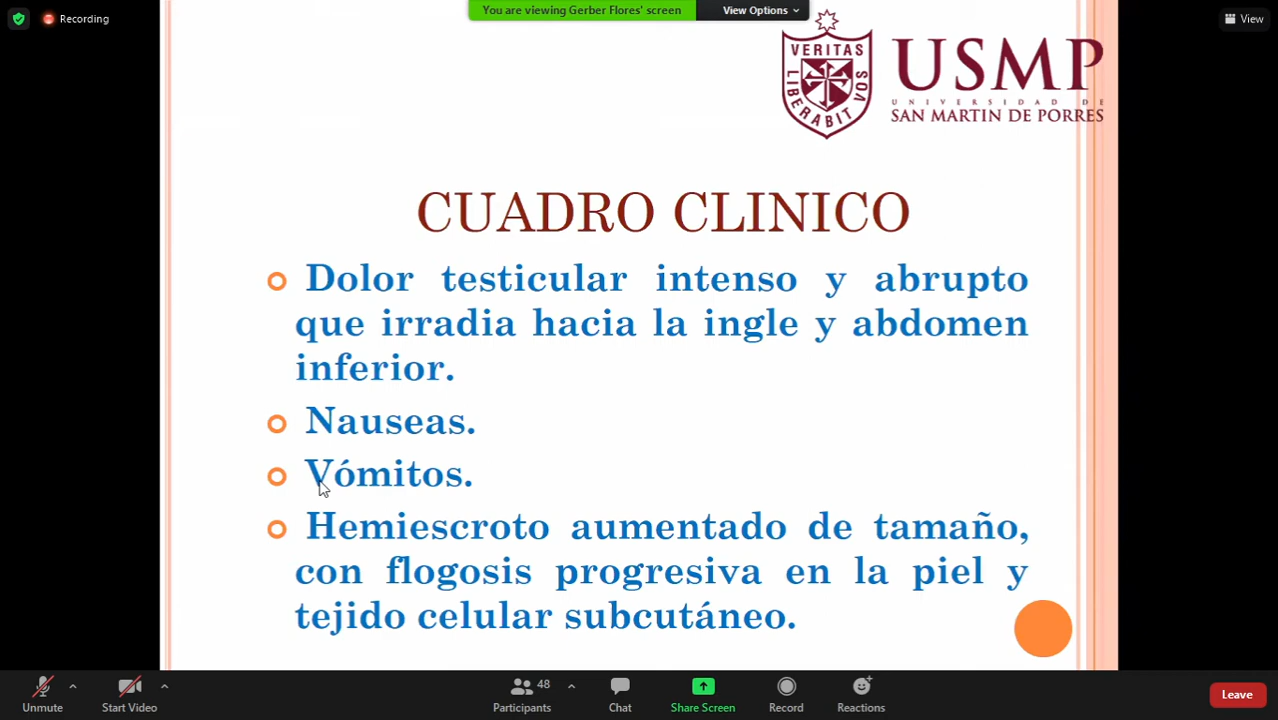 Recording
You are viewing Gerber Flores' screen
View Options
View
VERITAS
LIBERABIT VOS
USMP
UNIVERSIDAD DE
SAN MARTIN DE PORRES
CUADRO CLINICO
Dolor testicular intenso y abrupto
que irradia hacia la ingle y abdomen
inferior.
Nauseas.
Vómitos.
Hemiescroto aumentado de tamaño,
con flogosis progresiva en la piel y
tejido celular subcutáneo.
Unmute
Start Video
48
Participants
Chat
Share Screen
Record
Reactions
Leave